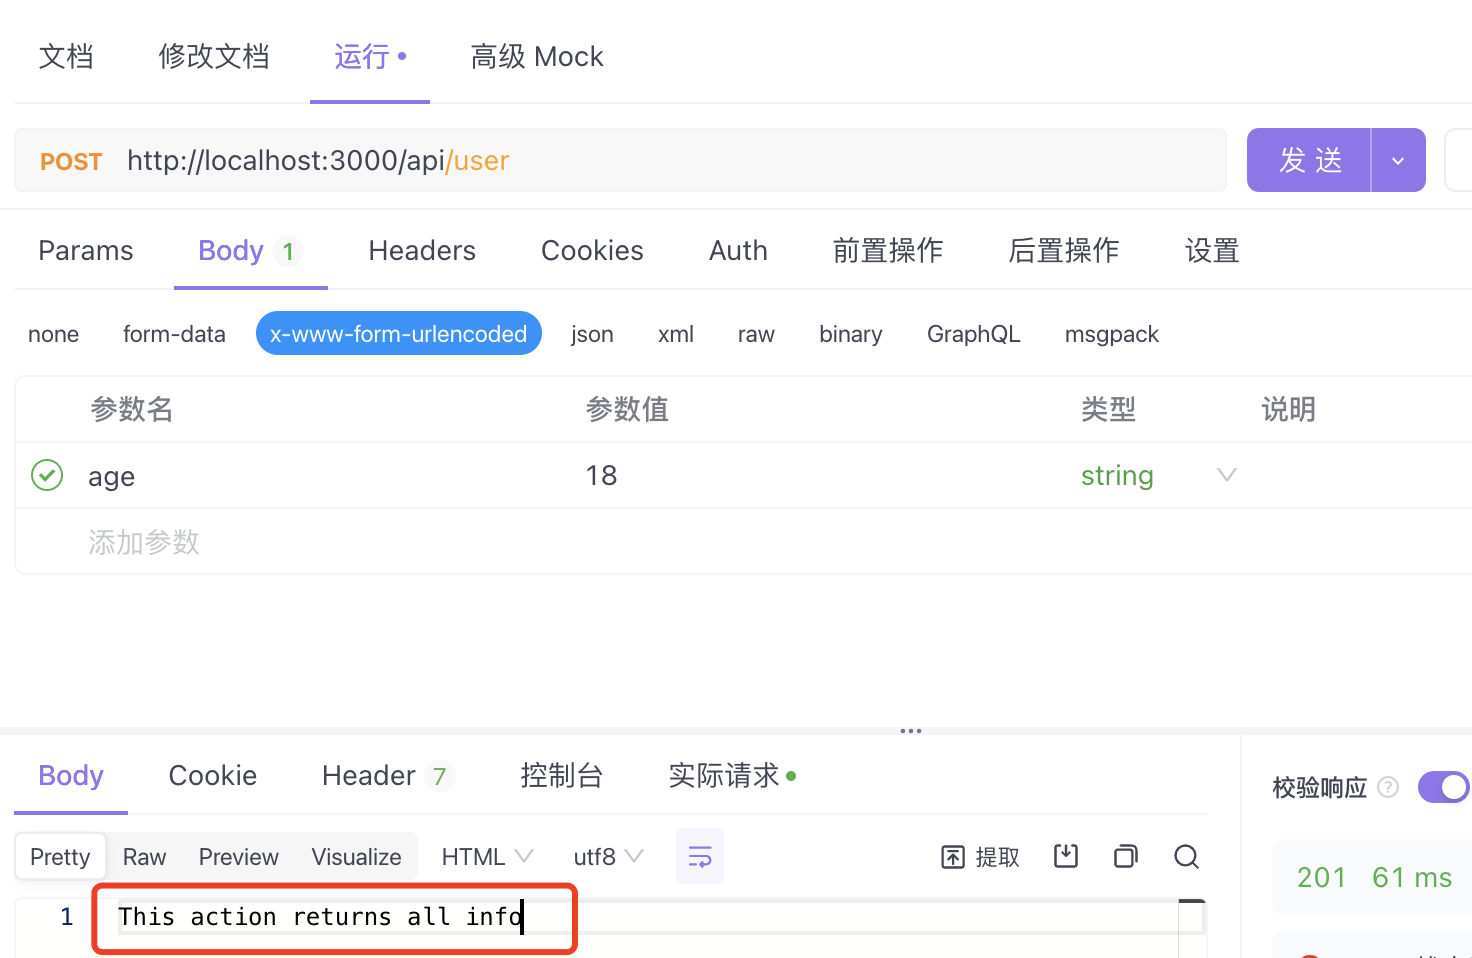 文档 修改文档 运行 高级 Mock
POST http://localhost:3000/api/user 发 送
Params Body 1 Headers Cookies Auth 前置操作 后置操作 设置
none form-data x-www-form-urlencoded json xml raw binary GraphQL msgpack
参数名 参数值 类型 说明
age 18 string
添加参数
Body Cookie Header 7 控制台 实际请求
校验响应 ?
Pretty Raw Preview Visualize HTML utf8 提取
201 61 ms
1 This action returns all info